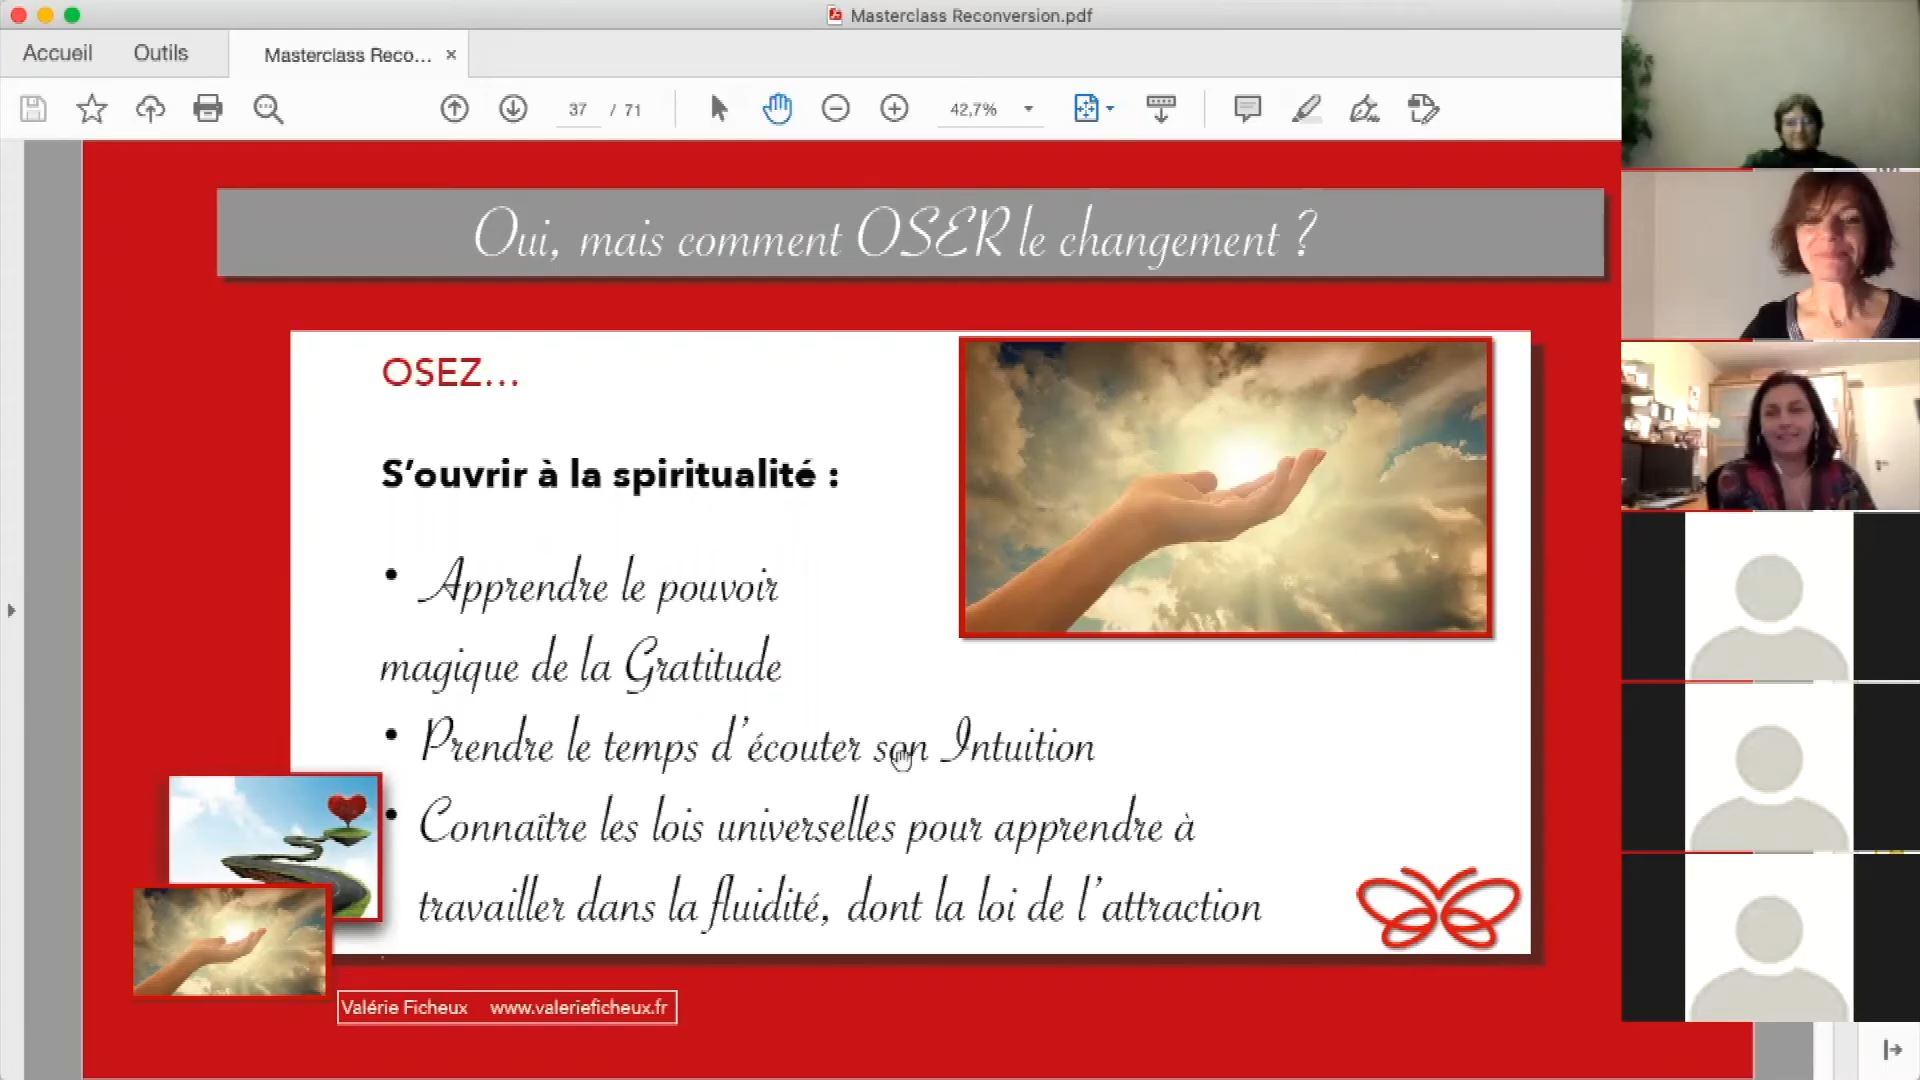 Masterclass Reconversion.pdf
Accueil
Outils
Masterclass Reco...
37 / 71
42,7%
Oui, mais comment OSER le changement ?
OSEZ...
S'ouvrir à la spiritualité :
• Apprendre le pouvoir
magique de la Gratitude
• Prendre le temps d'écouter son Intuition
• Connaître les lois universelles pour apprendre à
travailler dans la fluidité, dont la loi de l'attraction
Valérie Ficheux www.valerieficheux.fr